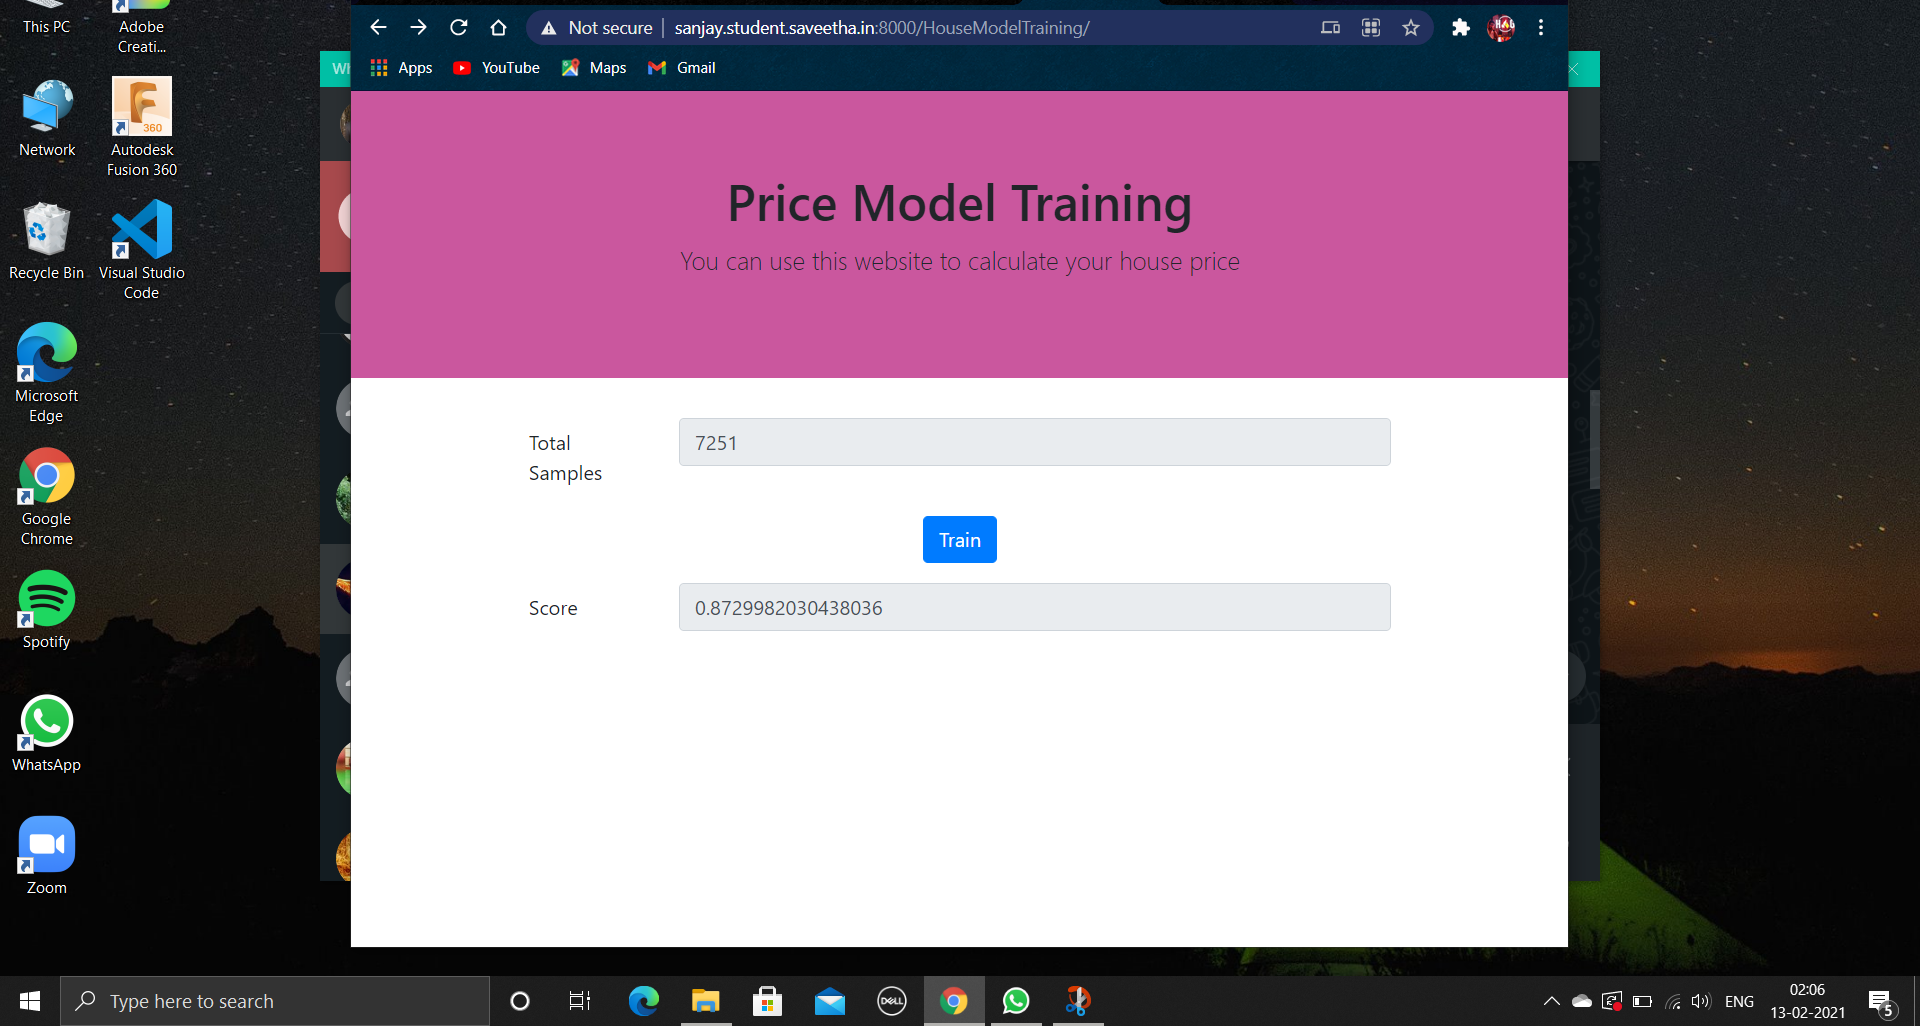 This PC
Adobe
Creati...
Network
Autodesk
Fusion 360
360
Recycle Bin
Visual Studio
Code
Microsoft
Edge
Google
Chrome
Spotify
WhatsApp
Zoom
Not secure
sanjay.student.saveetha.in:8000/HouseModelTraining/
Apps
YouTube
Maps
Gmail
Price Model Training
You can use this website to calculate your house price
Total
Samples
7251
Train
Score
0.8729982030438036
Type here to search
DELL
ENG
02:06
13-02-2021
5